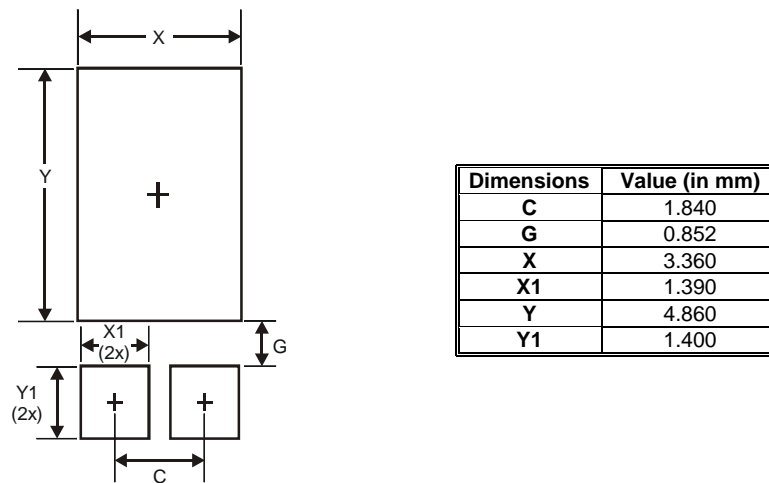 X
Y
X1
(2x)
G
Y1
(2x)
C
Dimensions Value (in mm)
C 1.840
G 0.852
X 3.360
X1 1.390
Y 4.860
Y1 1.400